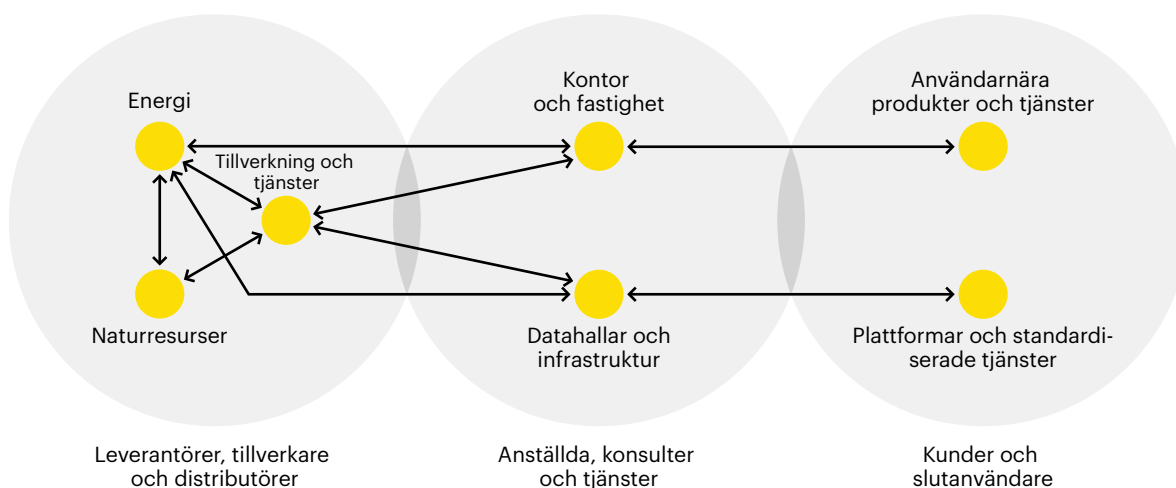 Energi
Kontor
och fastighet
Användarnära
produkter och tjänster
Tillverkning och
tjänster
Naturresurser
Datahallar och
infrastruktur
Plattformar och standardi-
serade tjänster
Leverantörer, tillverkare
och distributörer
Anställda, konsulter
och tjänster
Kunder och
slutanvändare